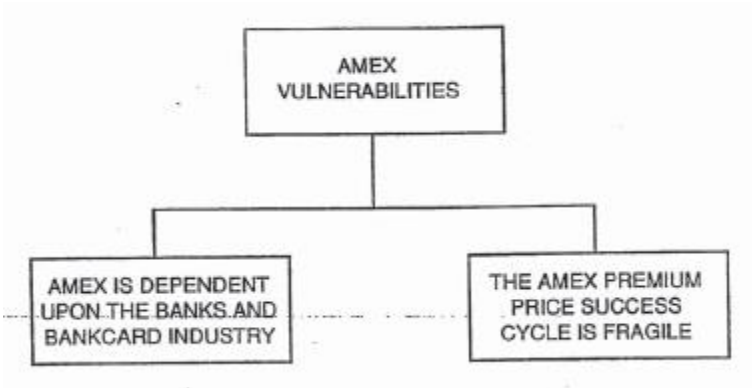 AMEX
VULNERABILITIES
AMEX IS DEPENDENT
UPON THE BANKS AND
BANKCARD INDUSTRY
THE AMEX PREMIUM
PRICE SUCCESS
CYCLE IS FRAGILE